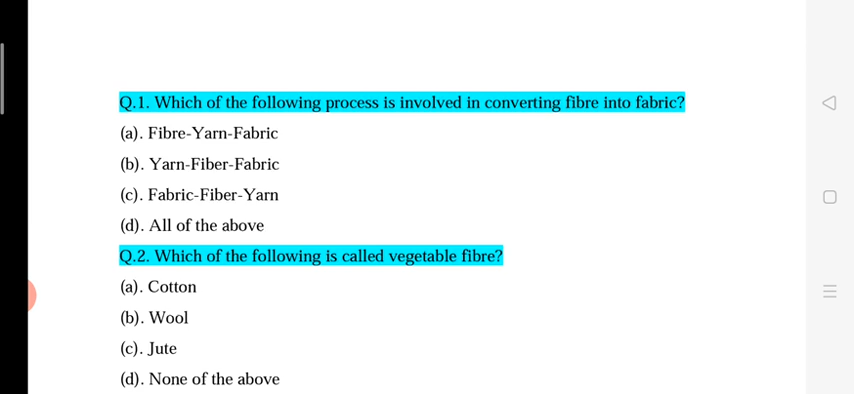 Q.1. Which of the following process is involved in converting fibre into fabric?
(a). Fibre-Yarn-Fabric
(b). Yarn-Fiber-Fabric
(c). Fabric-Fiber-Yarn
(d). All of the above
Q.2. Which of the following is called vegetable fibre?
(a). Cotton
(b). Wool
(c). Jute
(d). None of the above